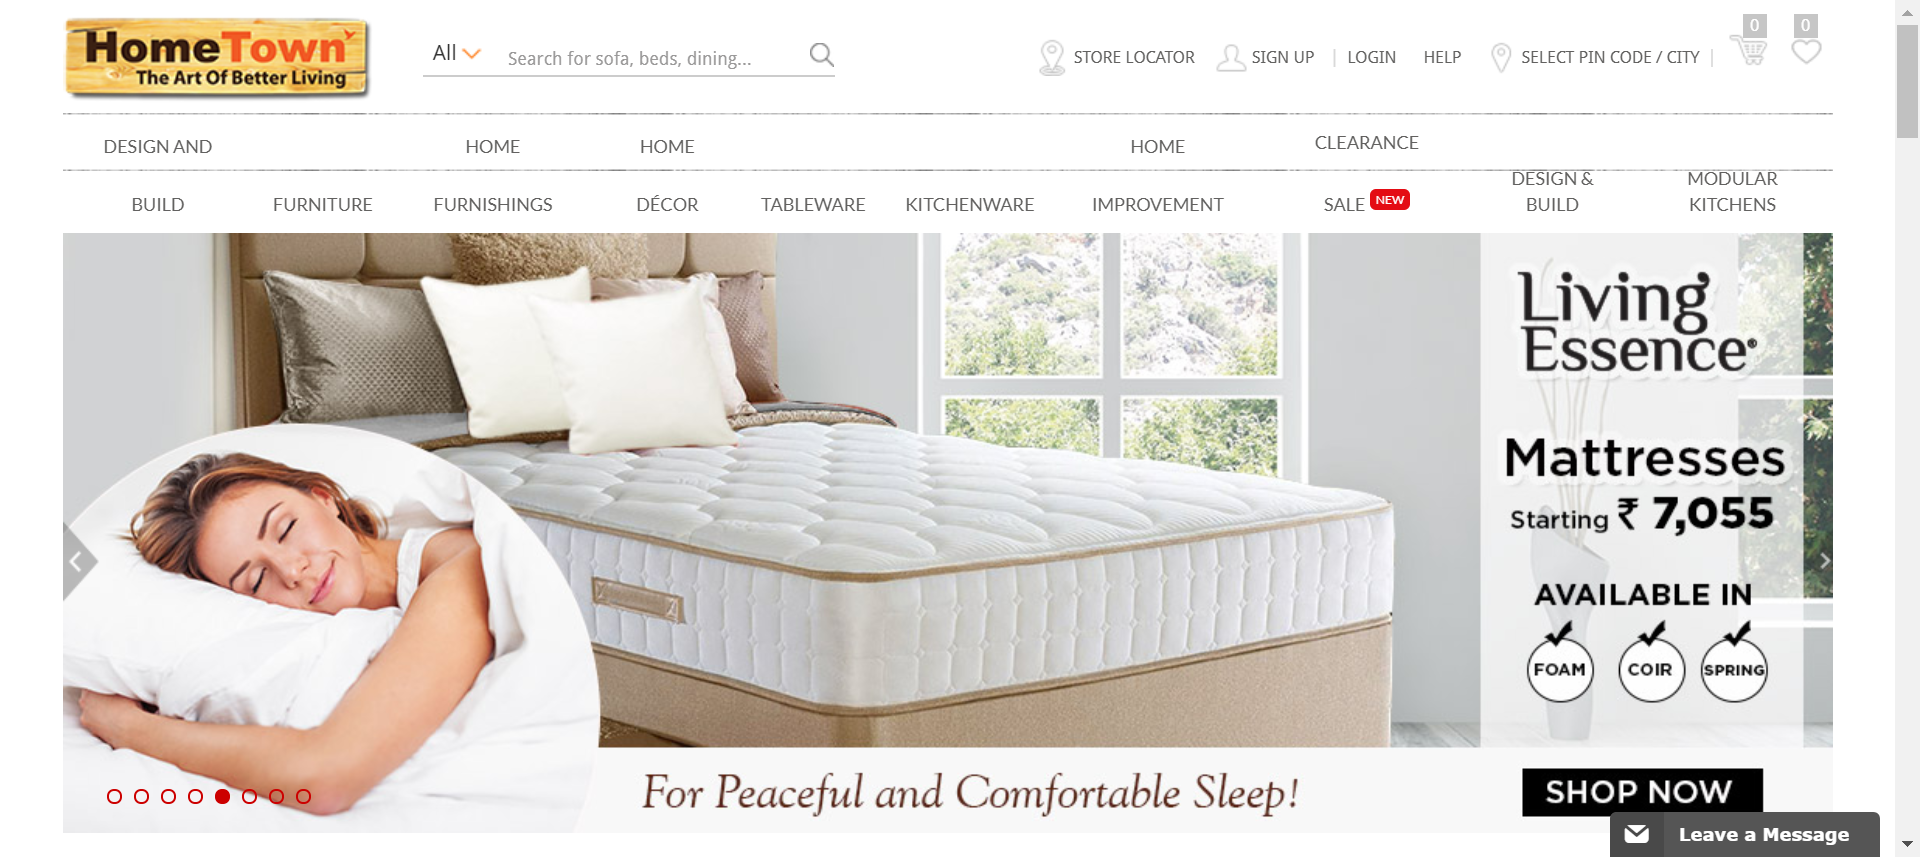 HomeTown
The Art Of Better Living
All
Search for sofa, beds, dining...
STORE LOCATOR
SIGN UP
LOGIN
HELP
SELECT PIN CODE / CITY
0
0
DESIGN AND
BUILD
FURNITURE
HOME
FURNISHINGS
HOME
DÉCOR
TABLEWARE
KITCHENWARE
HOME
IMPROVEMENT
CLEARANCE
SALE NEW
DESIGN &
BUILD
MODULAR
KITCHENS
Living
Essence®
Mattresses
Starting ₹ 7,055
AVAILABLE IN
FOAM COIR SPRING
For Peaceful and Comfortable Sleep!
SHOP NOW
Leave a Message